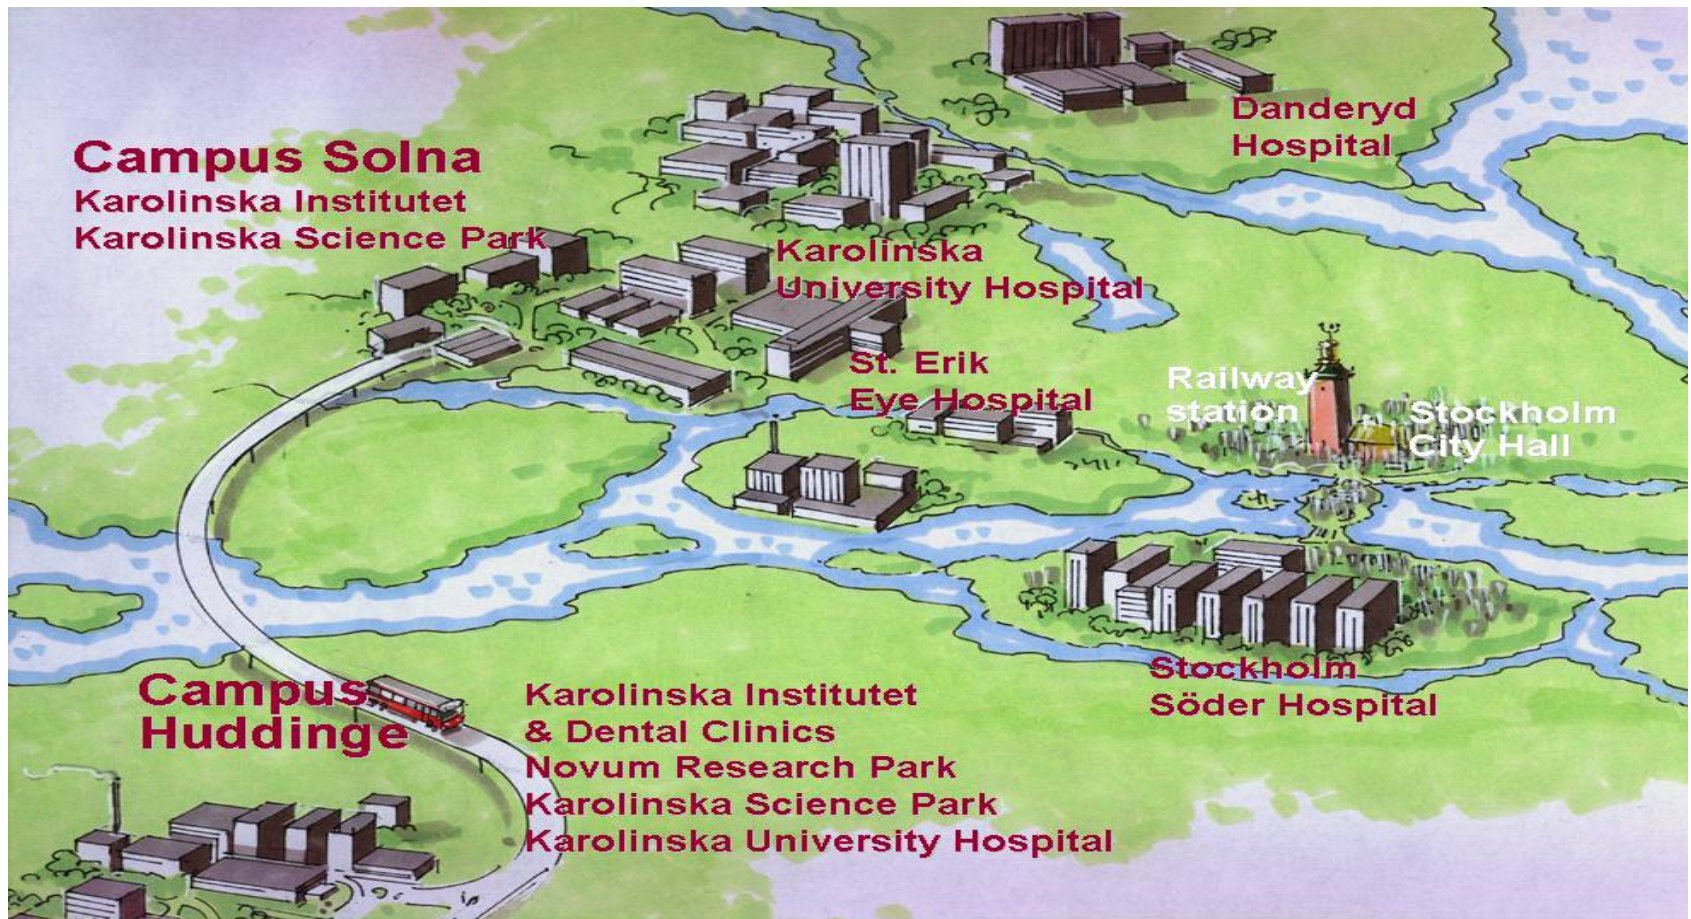 Danderyd
Hospital
Campus Solna
Karolinska Institutet
Karolinska Science Park
Karolinska
University Hospital
St. Erik
Eye Hospital
Railway
station
Stockholm
City Hall
Stockholm
Söder Hospital
Campus
Huddinge
Karolinska Institutet
& Dental Clinics
Novum Research Park
Karolinska Science Park
Karolinska University Hospital